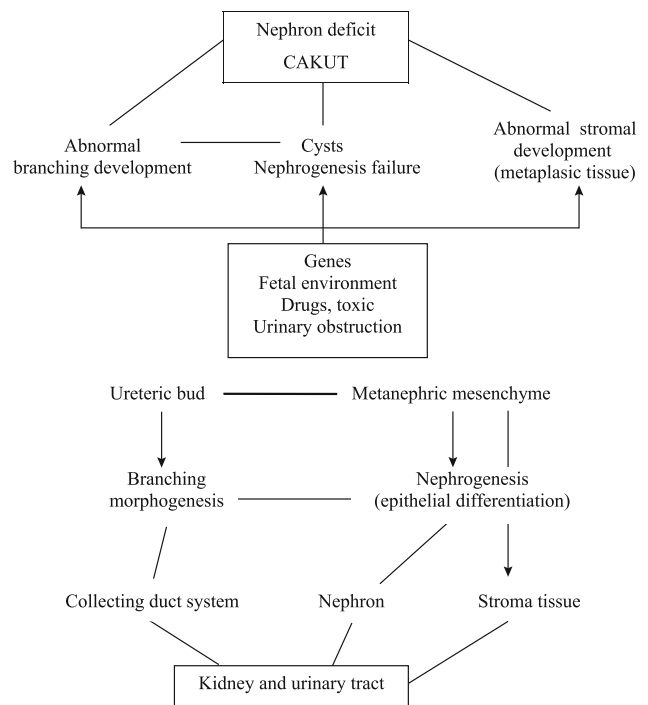 Nephron deficit
CAKUT
Abnormal
branching development
Cysts
Nephrogenesis failure
Abnormal stromal
development
(metaplasic tissue)
Genes
Fetal environment
Drugs, toxic
Urinary obstruction
Ureteric bud
Metanephric mesenchyme
Branching
morphogenesis
Nephrogenesis
(epithelial differentiation)
Collecting duct system
Nephron
Stroma tissue
Kidney and urinary tract